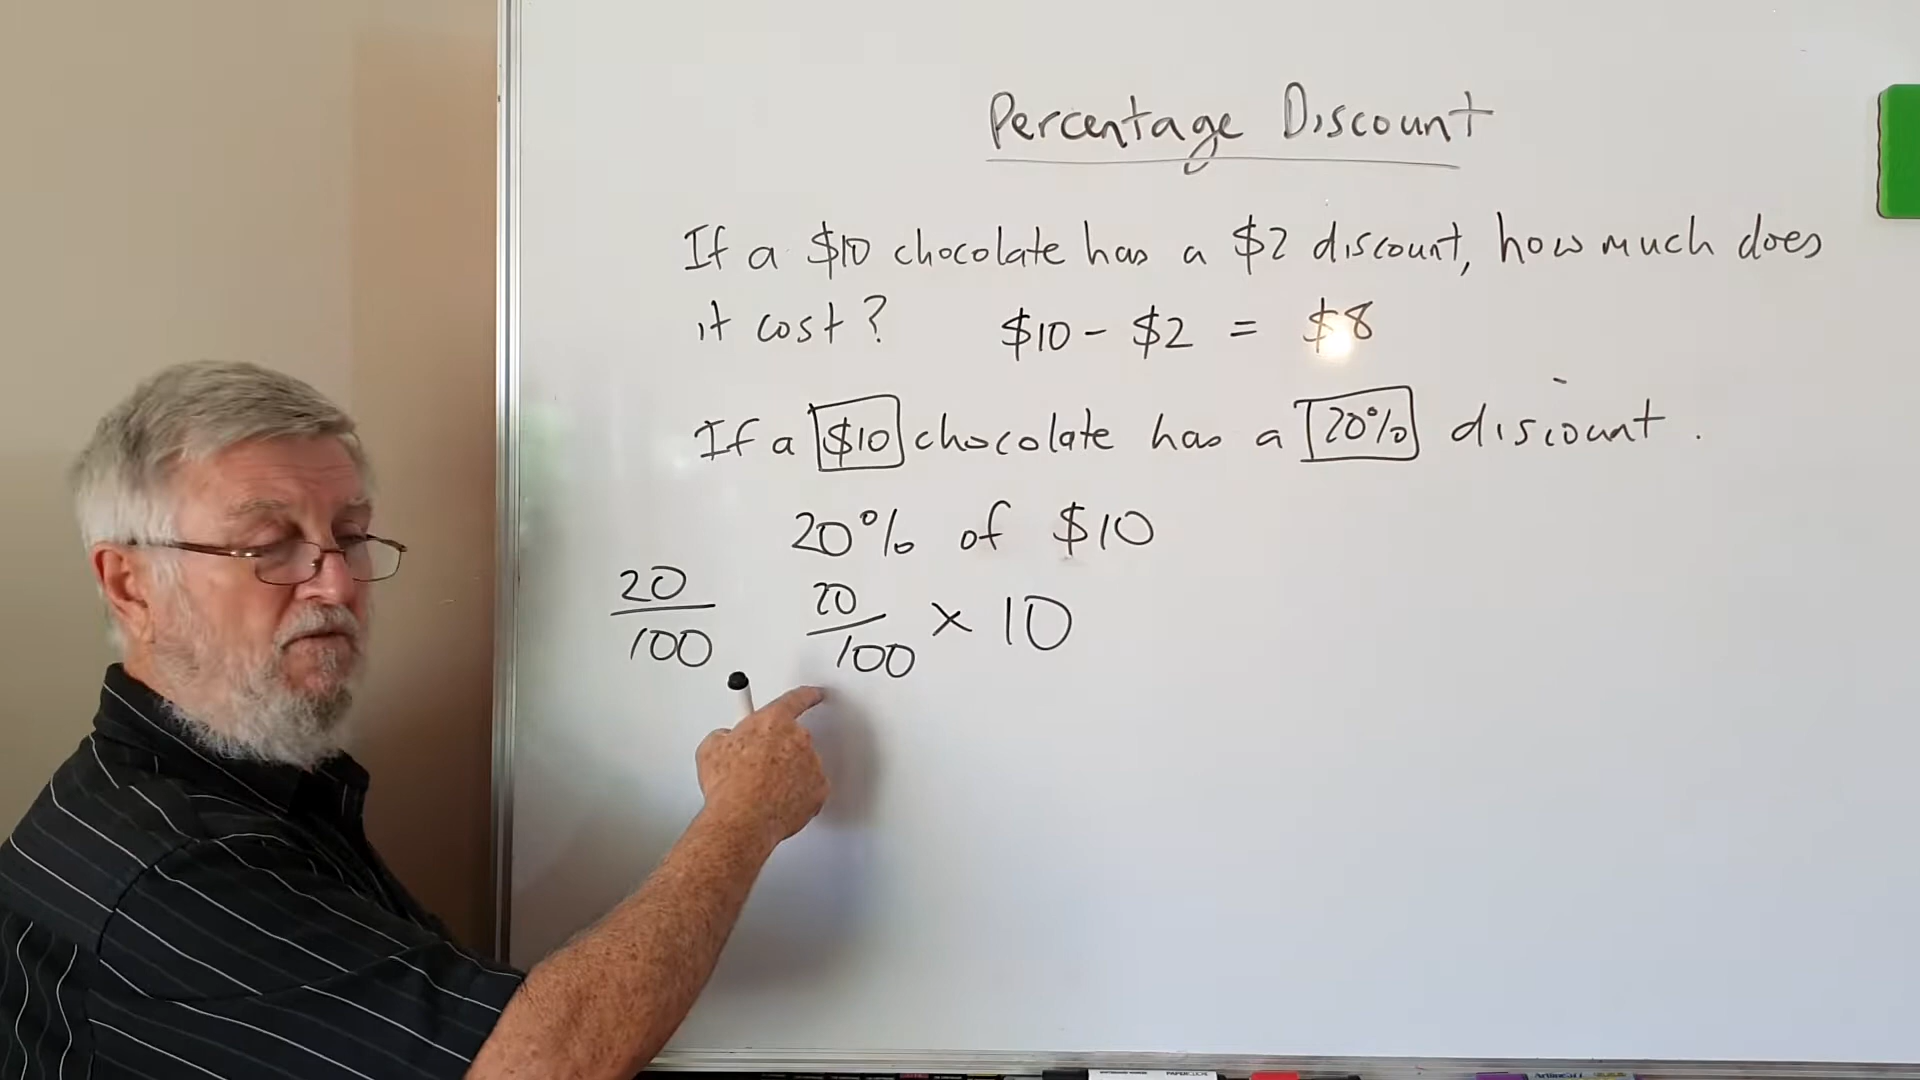 Percentage Discount
If a $10 chocolate has a $2 discount, how much does
it cost? $10 - $2 = $8
If a $10 chocolate has a 20% discount.
20% of $10
20/100 20/100 × 10